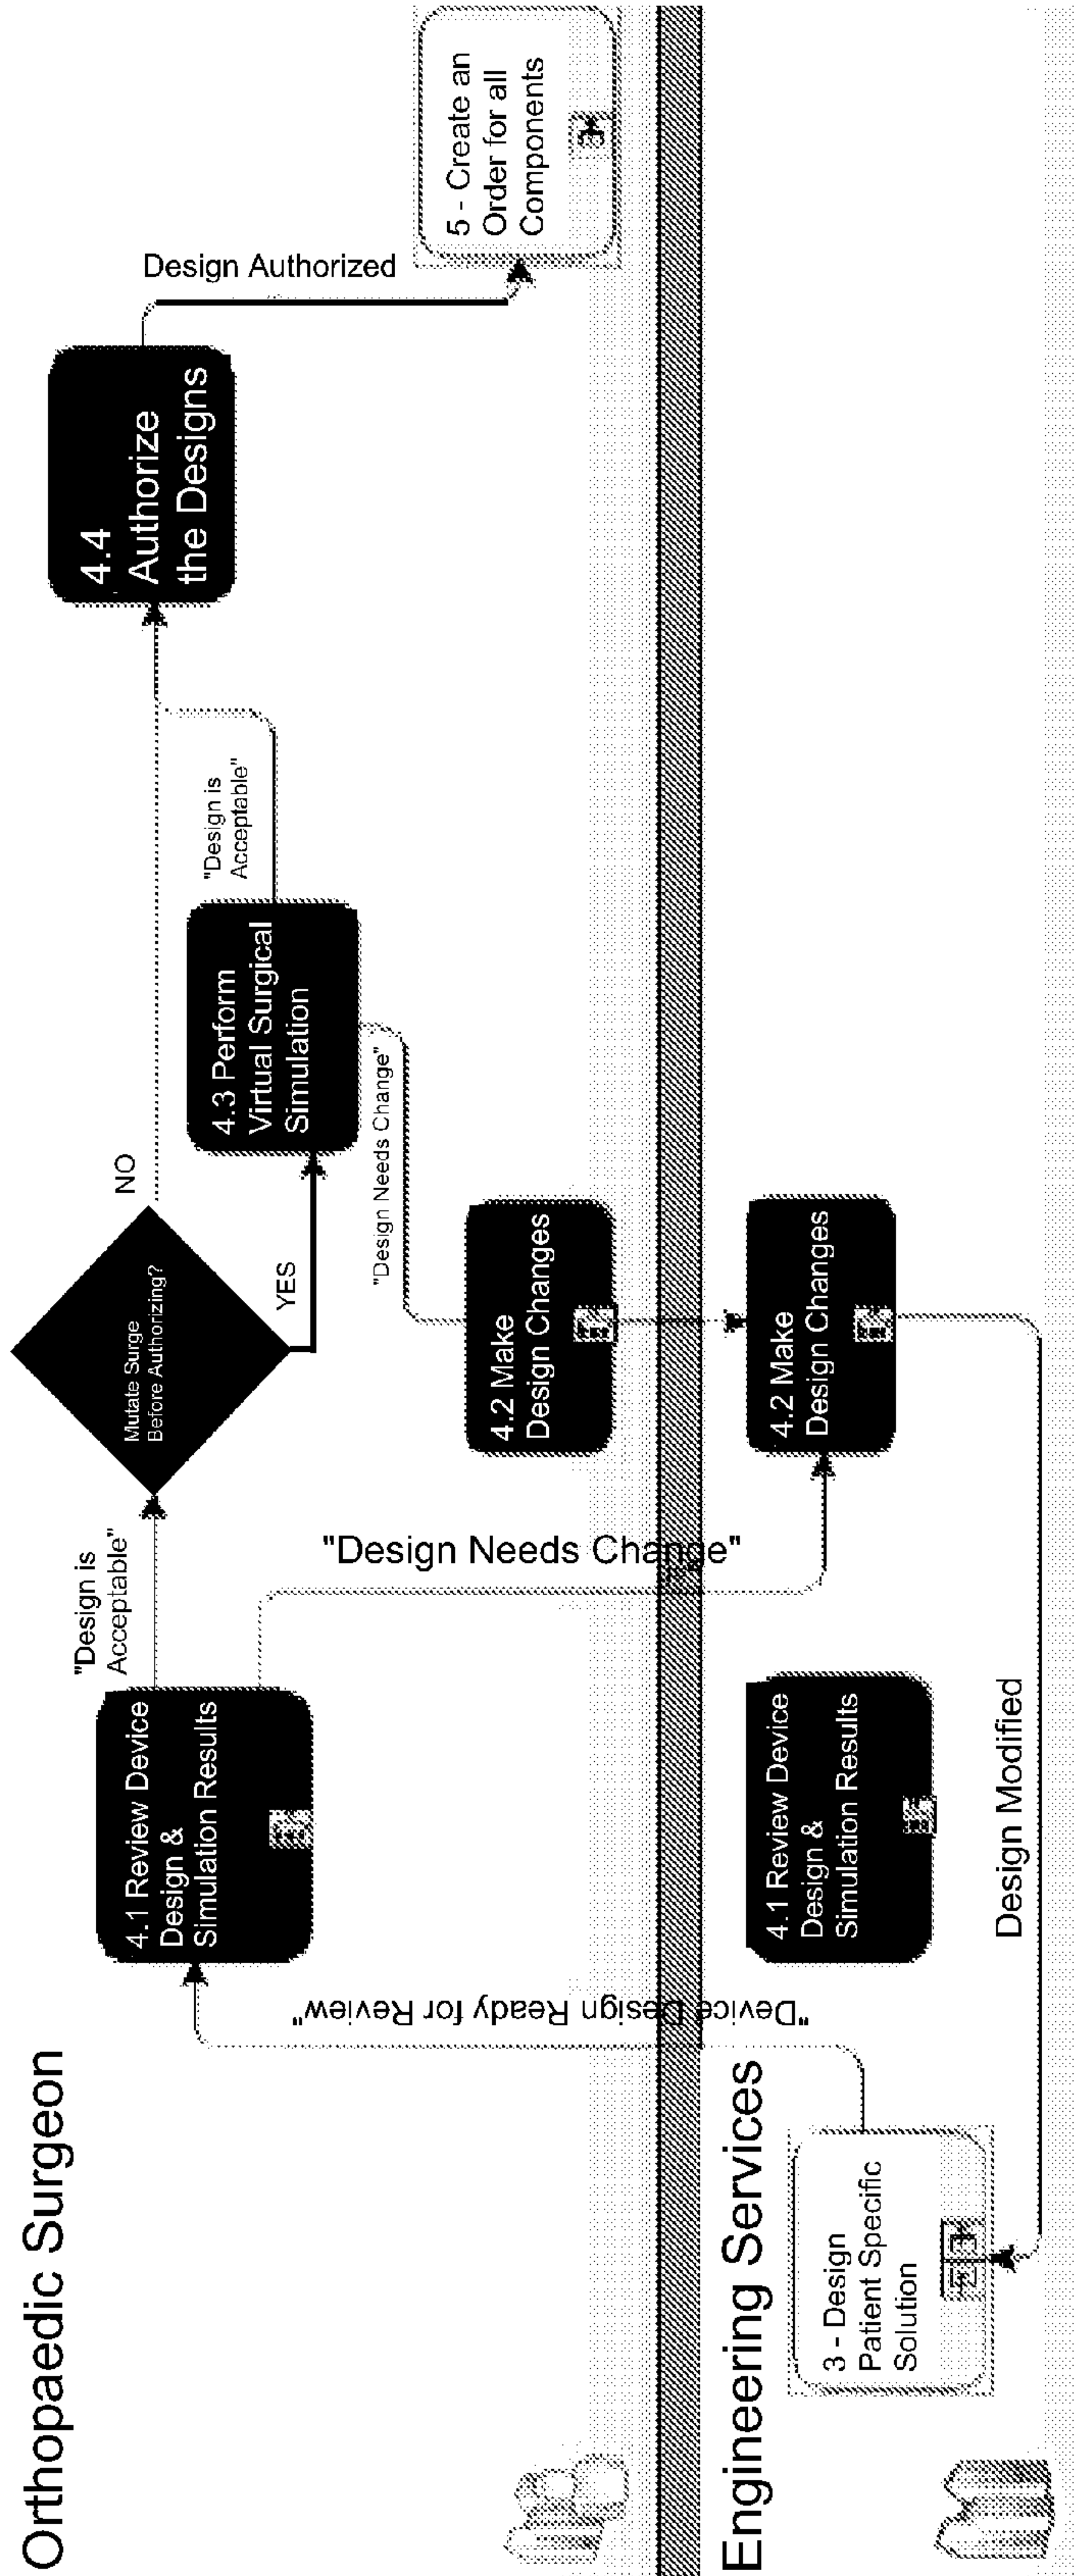 Orthopaedic Surgeon
"Device Design Ready for Review"
4.1 Review Device
Design &
Simulation Results
"Design is
Acceptable"
"Design Needs Change"
Mutate Surge
Before Authorizing?
NO
YES
4.3 Perform
Virtual Surgical
Simulation
"Design Needs Change"
"Design is
Acceptable"
4.2 Make
Design Changes
4.4
Authorize
the Designs
Design Authorized
5 - Create an
Order for all
Components
Engineering Services
3 - Design
Patient Specific
Solution
4.1 Review Device
Design &
Simulation Results
4.2 Make
Design Changes
Design Modified